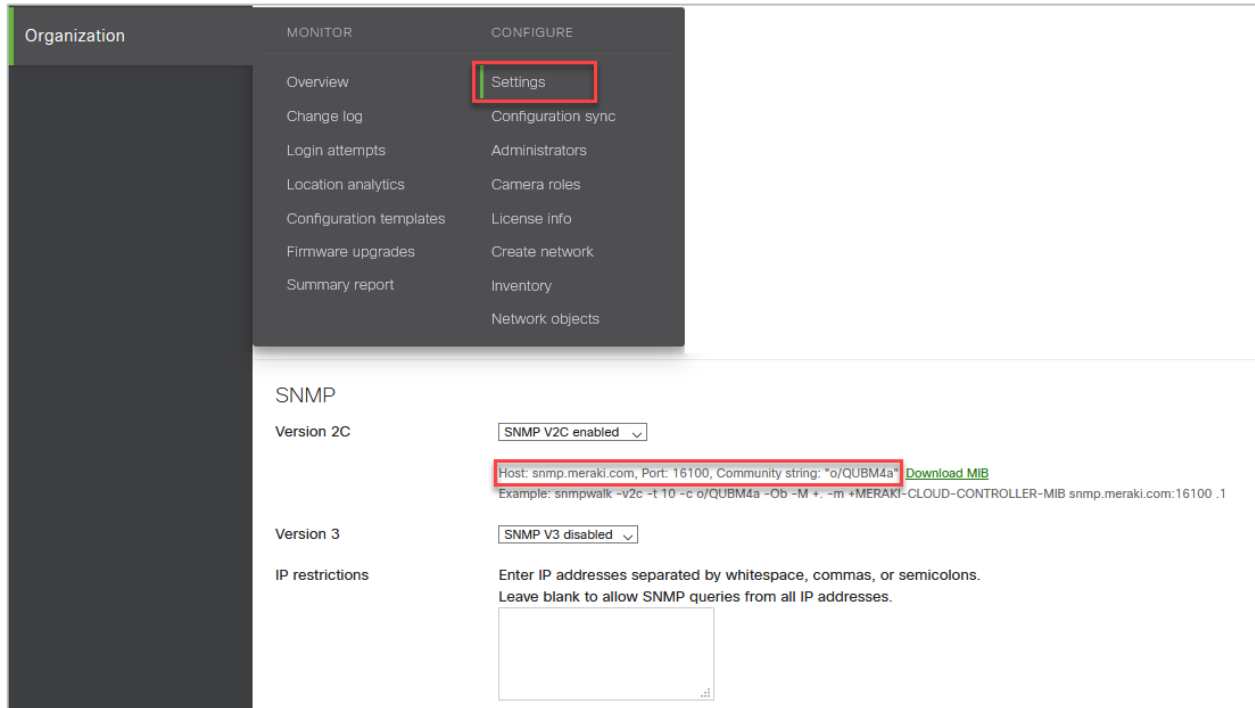 Organization
MONITOR
CONFIGURE
Overview
Settings
Change log
Configuration sync
Login attempts
Administrators
Location analytics
Camera roles
Configuration templates
License info
Firmware upgrades
Create network
Summary report
Inventory
Network objects
SNMP
Version 2C
SNMP V2C enabled
Host: snmp.meraki.com, Port: 16100, Community string: "o/QUBM4a" Download MIB
Example: snmpwalk -v2c -t 10 -c o/QUBM4a -Ob -M +. -m +MERAKI-CLOUD-CONTROLLER-MIB snmp.meraki.com:16100 .1
Version 3
SNMP V3 disabled
IP restrictions
Enter IP addresses separated by whitespace, commas, or semicolons.
Leave blank to allow SNMP queries from all IP addresses.